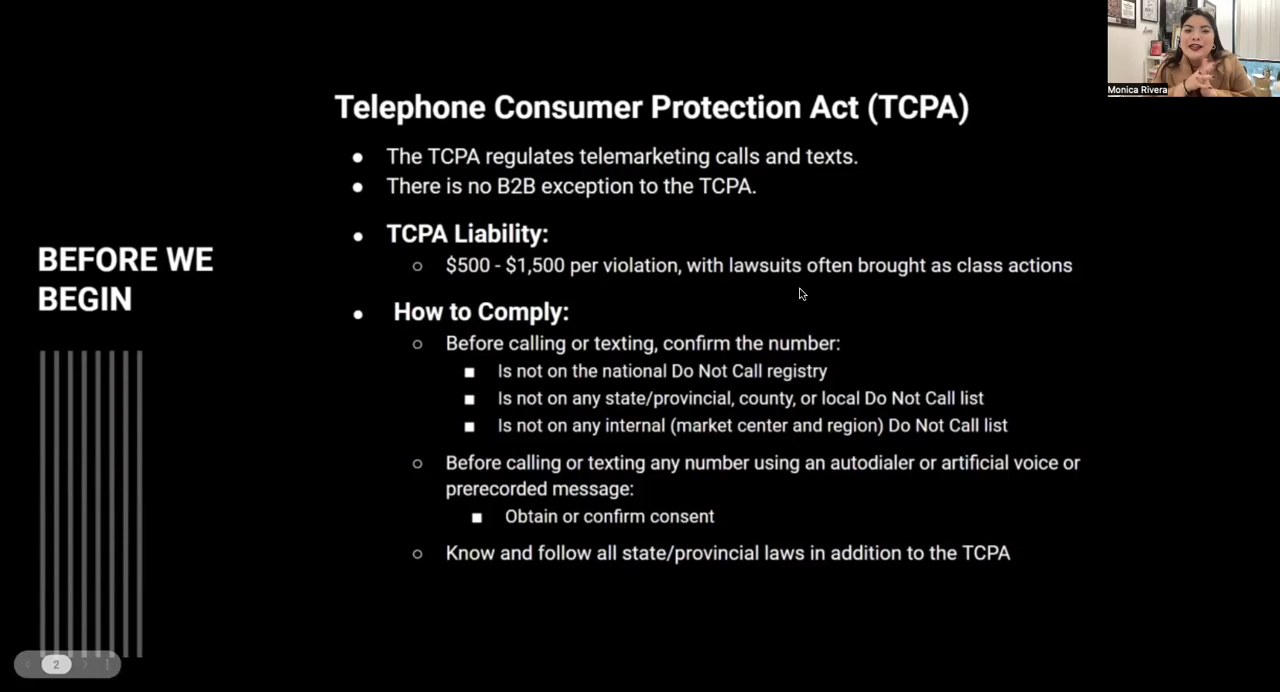 Monica Rivera
Telephone Consumer Protection Act (TCPA)
The TCPA regulates telemarketing calls and texts.
There is no B2B exception to the TCPA.
TCPA Liability:
$500 - $1,500 per violation, with lawsuits often brought as class actions
BEFORE WE
BEGIN
How to Comply:
Before calling or texting, confirm the number:
Is not on the national Do Not Call registry
Is not on any state/provincial, county, or local Do Not Call list
Is not on any internal (market center and region) Do Not Call list
Before calling or texting any number using an autodialer or artificial voice or
prerecorded message:
Obtain or confirm consent
Know and follow all state/provincial laws in addition to the TCPA
2